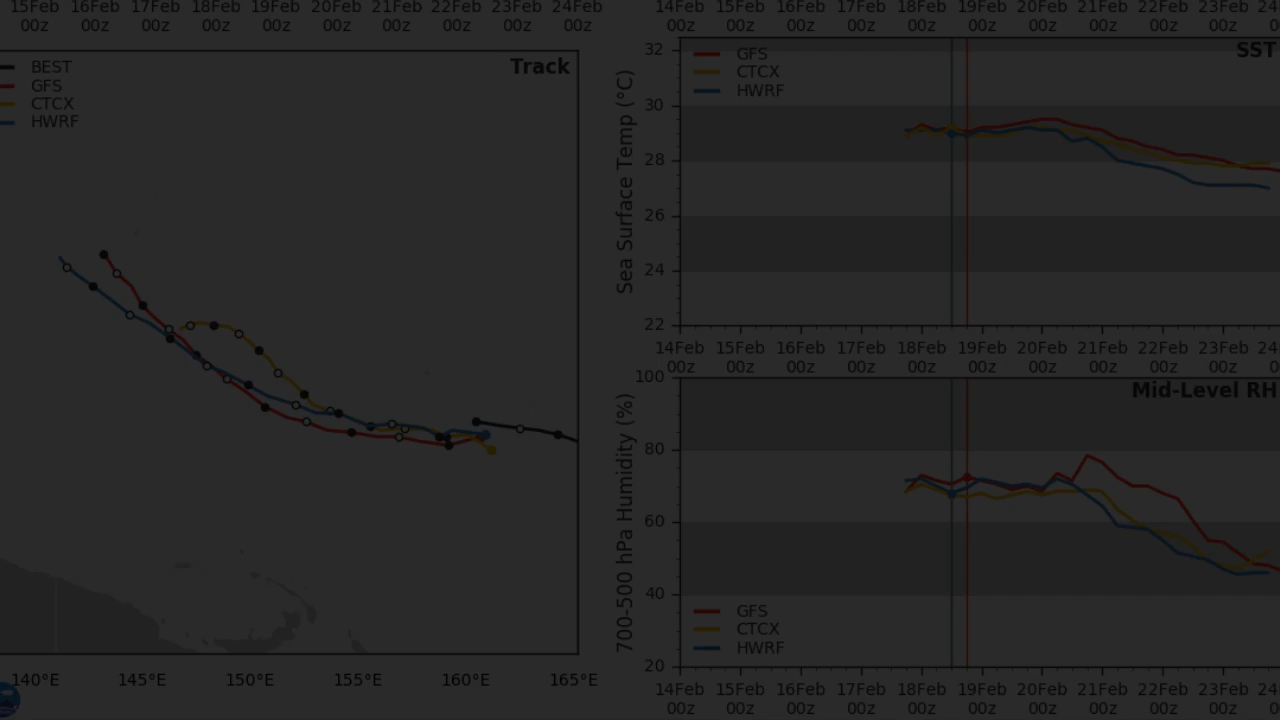 15Feb 16Feb 17Feb 18Feb 19Feb 20Feb 21Feb 22Feb 23Feb 24Feb
00z 00z 00z 00z 00z 00z 00z 00z 00z 00z
BEST
GFS
CTCX
HWRF
Track
140°E 145°E 150°E 155°E 160°E 165°E
14Feb 15Feb 16Feb 17Feb 18Feb 19Feb 20Feb 21Feb 22Feb 23Feb 24
00z 00z 00z 00z 00z 00z 00z 00z 00z 00z 0
Sea Surface Temp (°C)
32
30
28
26
24
22
GFS
CTCX
HWRF
SST
14Feb 15Feb 16Feb 17Feb 18Feb 19Feb 20Feb 21Feb 22Feb 23Feb 24
00z 00z 00z 00z 00z 00z 00z 00z 00z 00z 0
700-500 hPa Humidity (%)
100
80
60
40
20
Mid-Level RH
GFS
CTCX
HWRF
14Feb 15Feb 16Feb 17Feb 18Feb 19Feb 20Feb 21Feb 22Feb 23Feb 24
00z 00z 00z 00z 00z 00z 00z 00z 00z 00z 0